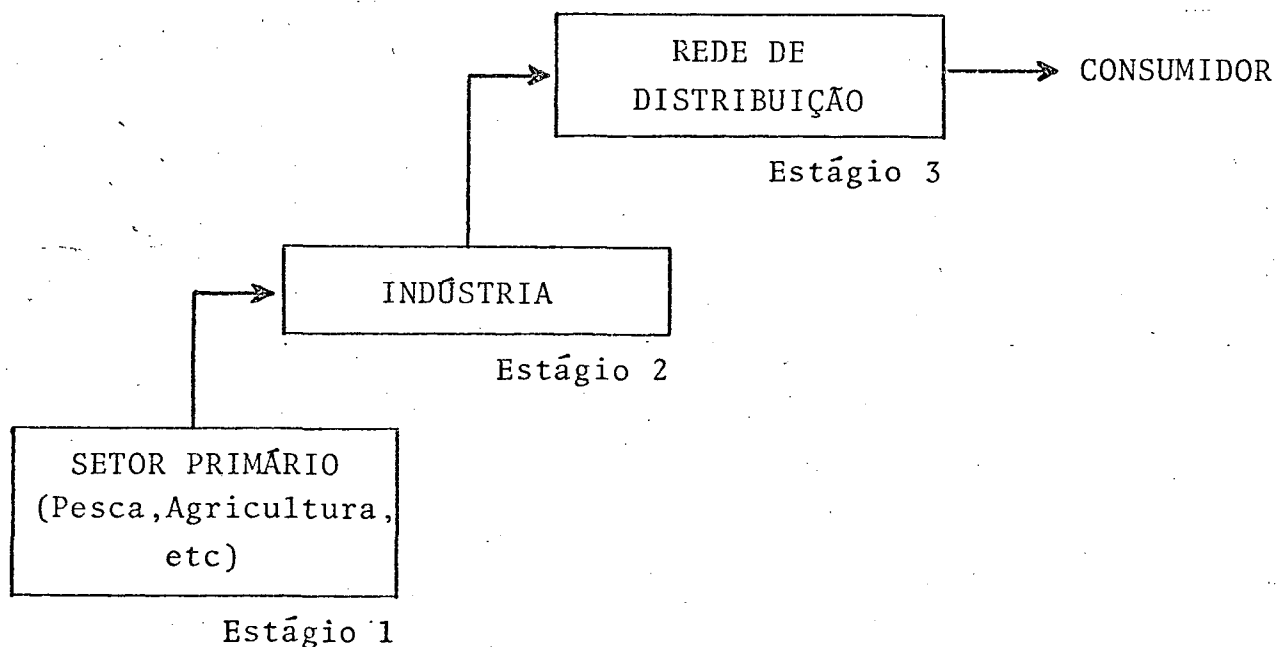 REDE DE
DISTRIBUIÇÃO
CONSUMIDOR
Estágio 3
INDÚSTRIA
Estágio 2
SETOR PRIMÁRIO
(Pesca,Agricultura,
etc)
Estágio 1